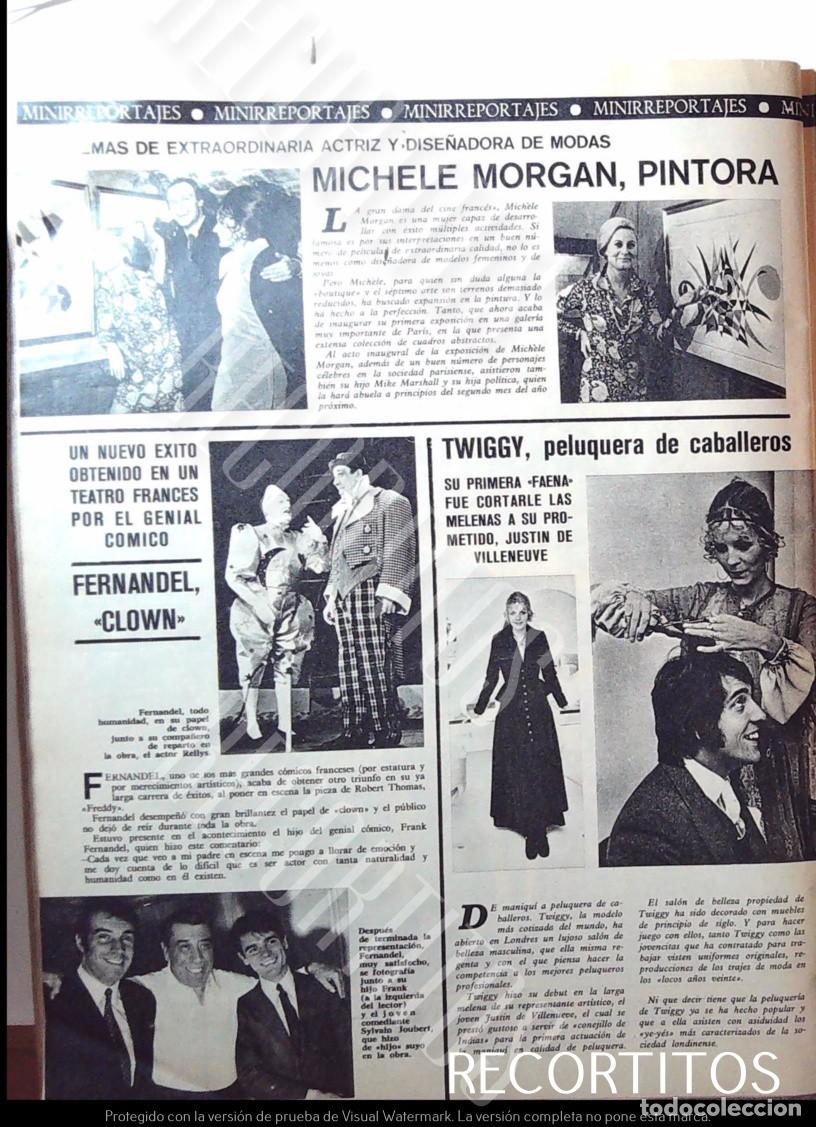 MINIRREPORTAJES ● MINIRREPORTAJES ● MINIRREPORTAJES ● MINIRREPORTAJES ● MINI
...MAS DE EXTRAORDINARIA ACTRIZ Y DISEÑADORA DE MODAS
MICHELE MORGAN, PINTORA
LA gran dama del cine francés», Michèle
Morgan es una mujer capaz de desarro-
llar con éxito múltiples actividades. Si
famosa es por sus interpretaciones en un buen nú-
mero de películas de extraordinaria calidad, no lo es
menos como diseñadora de modelos femeninos y de
joyas
Pero Michèle, para quien sin duda alguna la
«boutique» y el séptimo arte son terrenos demasiado
reducidos, ha buscado expansión en la pintura. Y lo
ha hecho a la perfección. Tanto, que ahora acaba
de inaugurar su primera exposición en una galería
muy importante de París, en la que presenta una
extensa colección de cuadros abstractos.
Al acto inaugural de la exposición de Michèle
Morgan, además de un buen número de personajes
célebres en la sociedad parisiense, asistieron tam-
bién su hijo Mike Marshall y su hija política, quien
la hará abuela a principios del segundo mes del año
próximo.
UN NUEVO EXITO
OBTENIDO EN UN
TEATRO FRANCES
POR EL GENIAL
COMICO
FERNANDEL,
«CLOWN»
Fernandel, todo
humanidad, en su papel
de clown,
junto a su compañero
de reparto en
la obra, el actor Rellys.
FERNANDEL, uno de los más grandes cómicos franceses (por estatura y
por merecimientos artísticos), acaba de obtener otro triunfo en su ya
larga carrera de éxitos, al poner en escena la pieza de Robert Thomas,
«Freddy».
Fernandel desempeñó con gran brillantez el papel de «clown» y el público
no dejó de reír durante toda la obra.
Estuvo presente en el acontecimiento el hijo del genial cómico, Frank
Fernandel, quien hizo este comentario:
—Cada vez que veo a mi padre en escena me pongo a llorar de emoción y
me doy cuenta de lo difícil que es ser actor con tanta naturalidad y
humanidad como en él existen.
Después
de terminada la
representación,
Fernandel,
muy satisfecho,
se fotografía
junto a su
hijo Frank
(a la izquierda
del lector)
y el joven
comediante
Sylvain Joubert,
que hizo
de «hijo» suyo
en la obra.
TWIGGY, peluquera de caballeros
SU PRIMERA «FAENA»
FUE CORTARLE LAS
MELENAS A SU PRO-
METIDO, JUSTIN DE
VILLENEUVE
DE maniquí a peluquera de ca-
balleros. Twiggy, la modelo
más cotizada del mundo, ha
abierto en Londres un lujoso salón de
belleza masculina, que ella misma re-
genta y con el que piensa hacer la
competencia a los mejores peluqueros
profesionales.
Twiggy hizo su debut en la larga
melena de su representante artístico, el
joven Justin de Villeneuve, el cual se
prestó gustoso a servir de «conejillo de
Indias» para la primera actuación de
la maniquí en calidad de peluquera.
El salón de belleza propiedad de
Twiggy ha sido decorado con muebles
de principio de siglo. Y para hacer
juego con ellos, tanto Twiggy como las
jovencitas que ha contratado para tra-
bajar visten uniformes originales, re-
producciones de los trajes de moda en
los «locos años veinte».
Ni que decir tiene que la peluquería
de Twiggy ya se ha hecho popular y
que a ella asisten con asiduidad los
«ye-yés» más caracterizados de la so-
ciedad londinense.
RECORTITOS
todocoleccion
Protegido con la versión de prueba de Visual Watermark. La versión completa no pone esta marca.